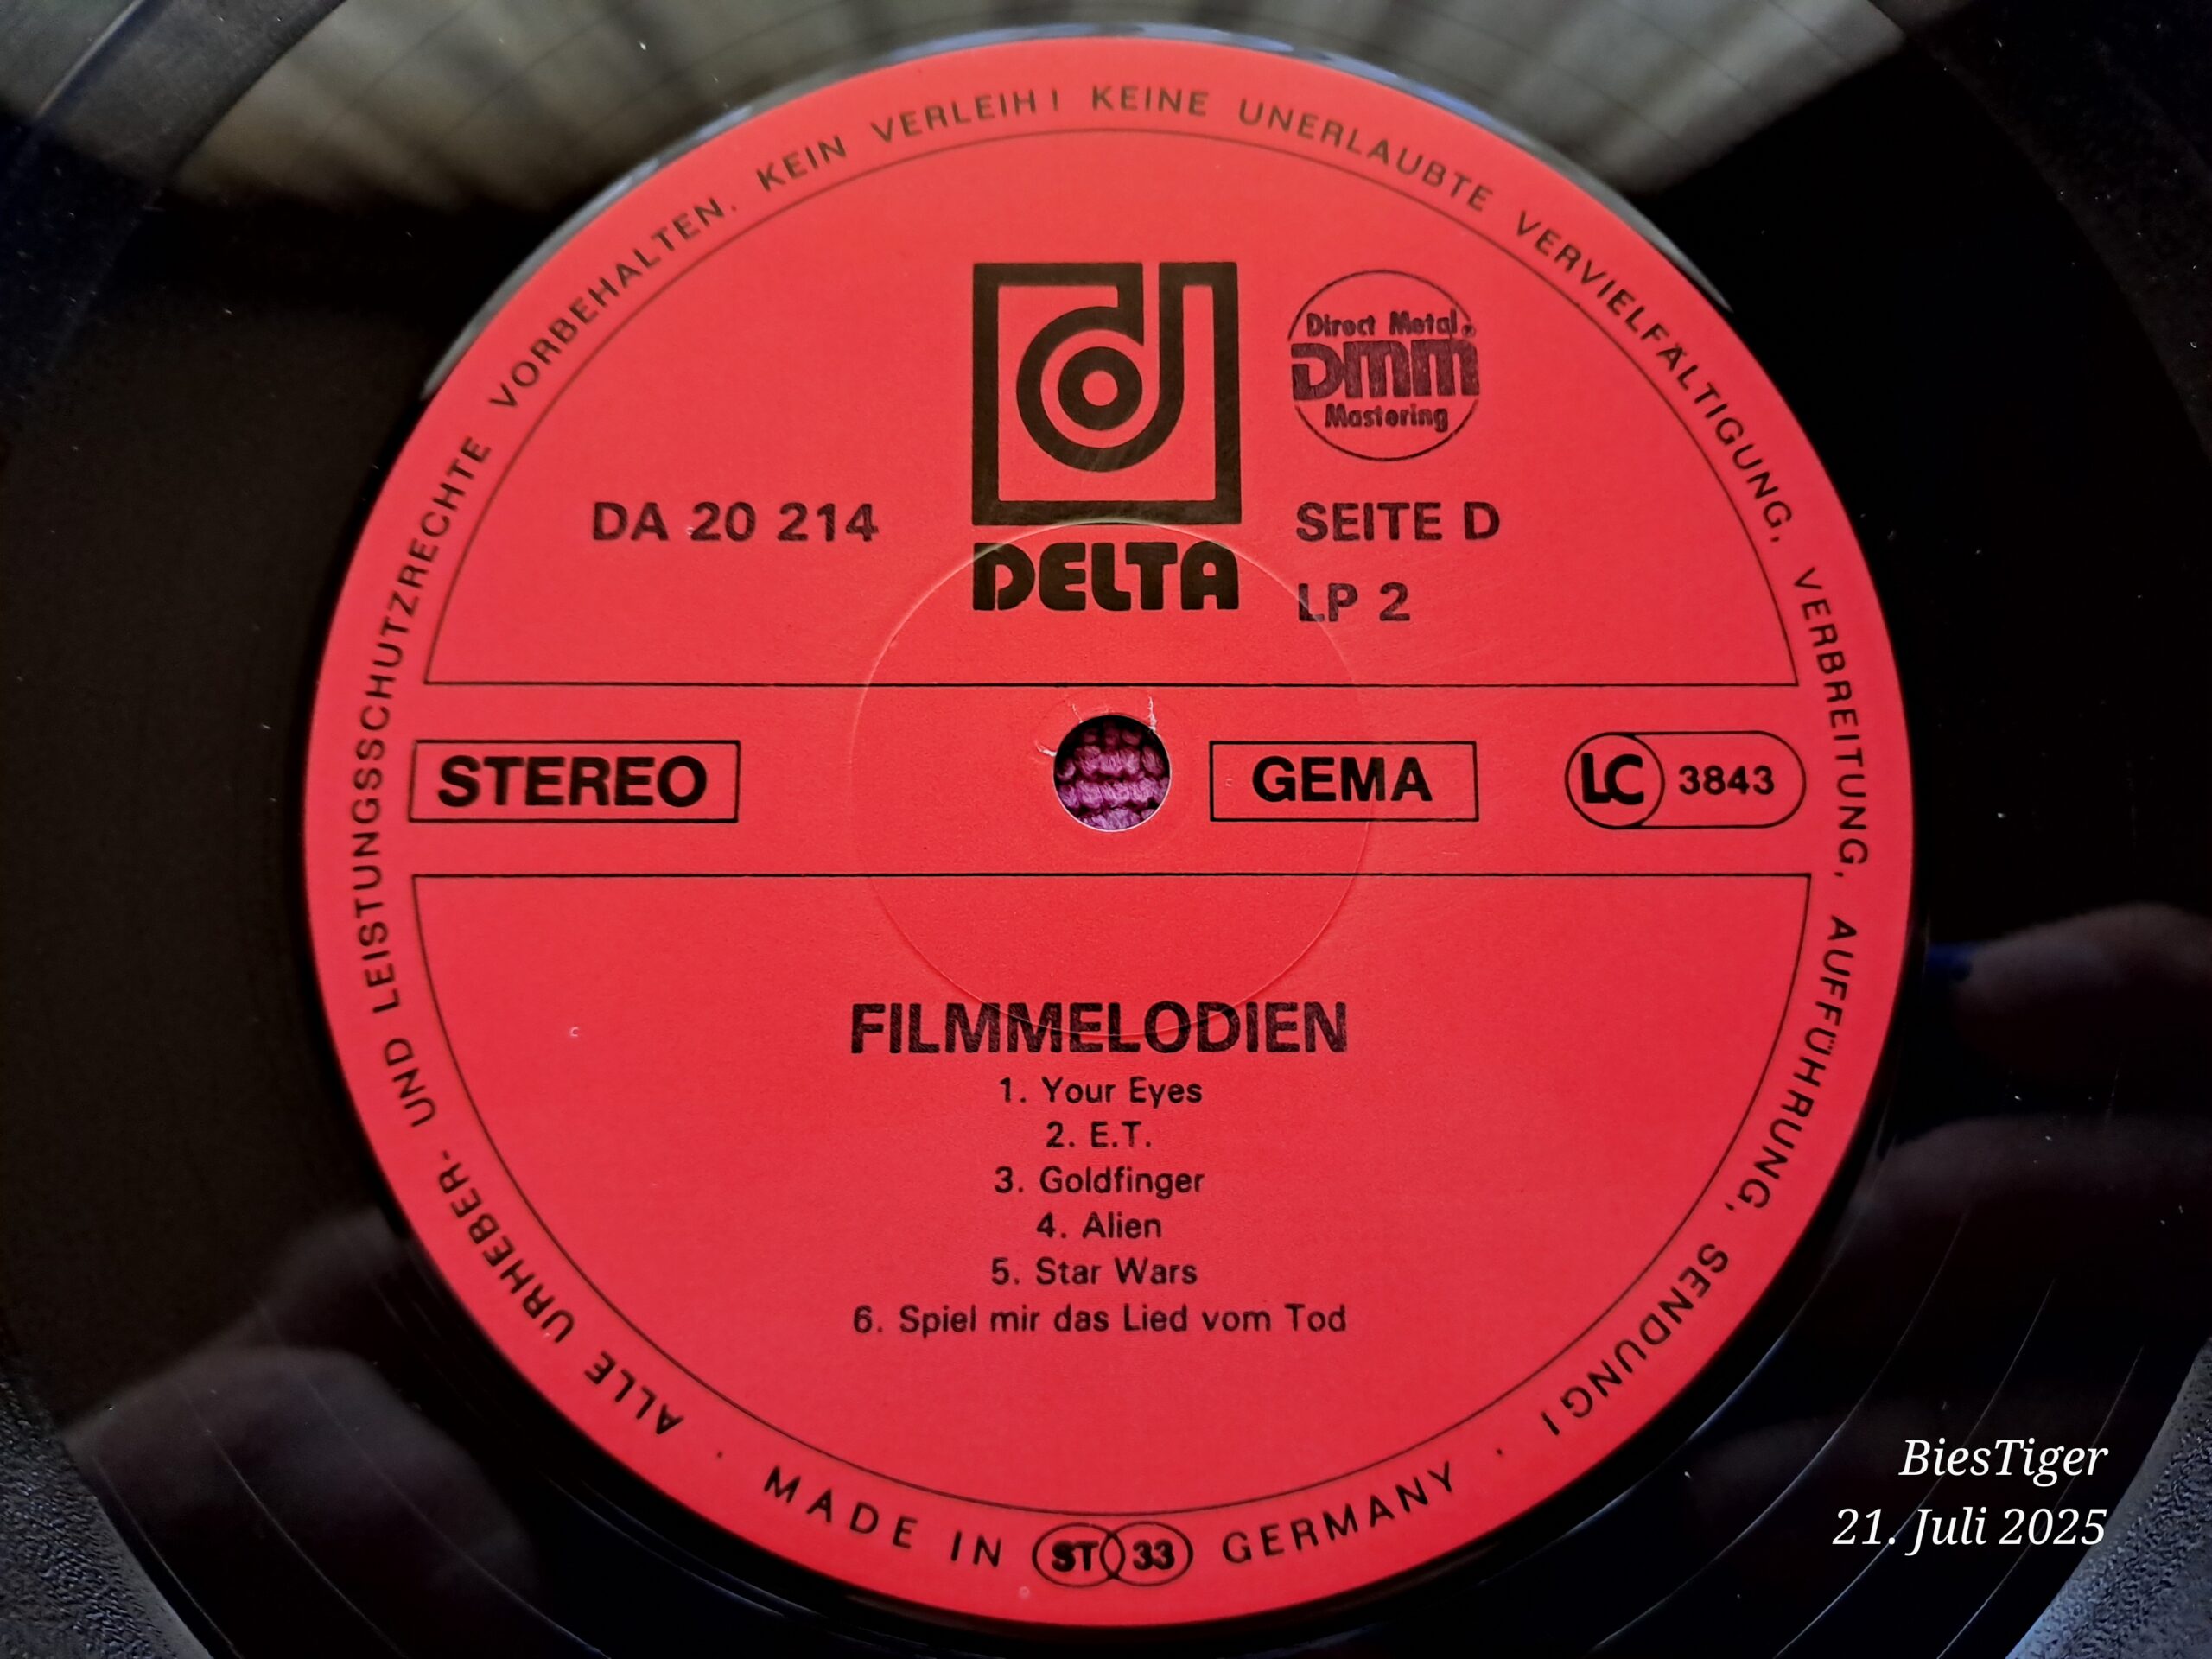 ALLE URHEBER- UND LEISTUNGSSCHUTZRECHTE VORBEHALTEN. KEIN VERLEIH! KEINE UNERLAUBTE VERVIELFÄLTIGUNG, VERBREITUNG, AUFFÜHRUNG, SENDUNG!
d
Direct Metal
DMM
Mastering
DA 20 214
SEITE D
DELTA
LP 2
STEREO
GEMA
LC 3843
FILMMELODIEN
1. Your Eyes
2. E.T.
3. Goldfinger
4. Alien
5. Star Wars
6. Spiel mir das Lied vom Tod
· MADE IN ST 33 GERMANY ·
BiesTiger
21. Juli 2025